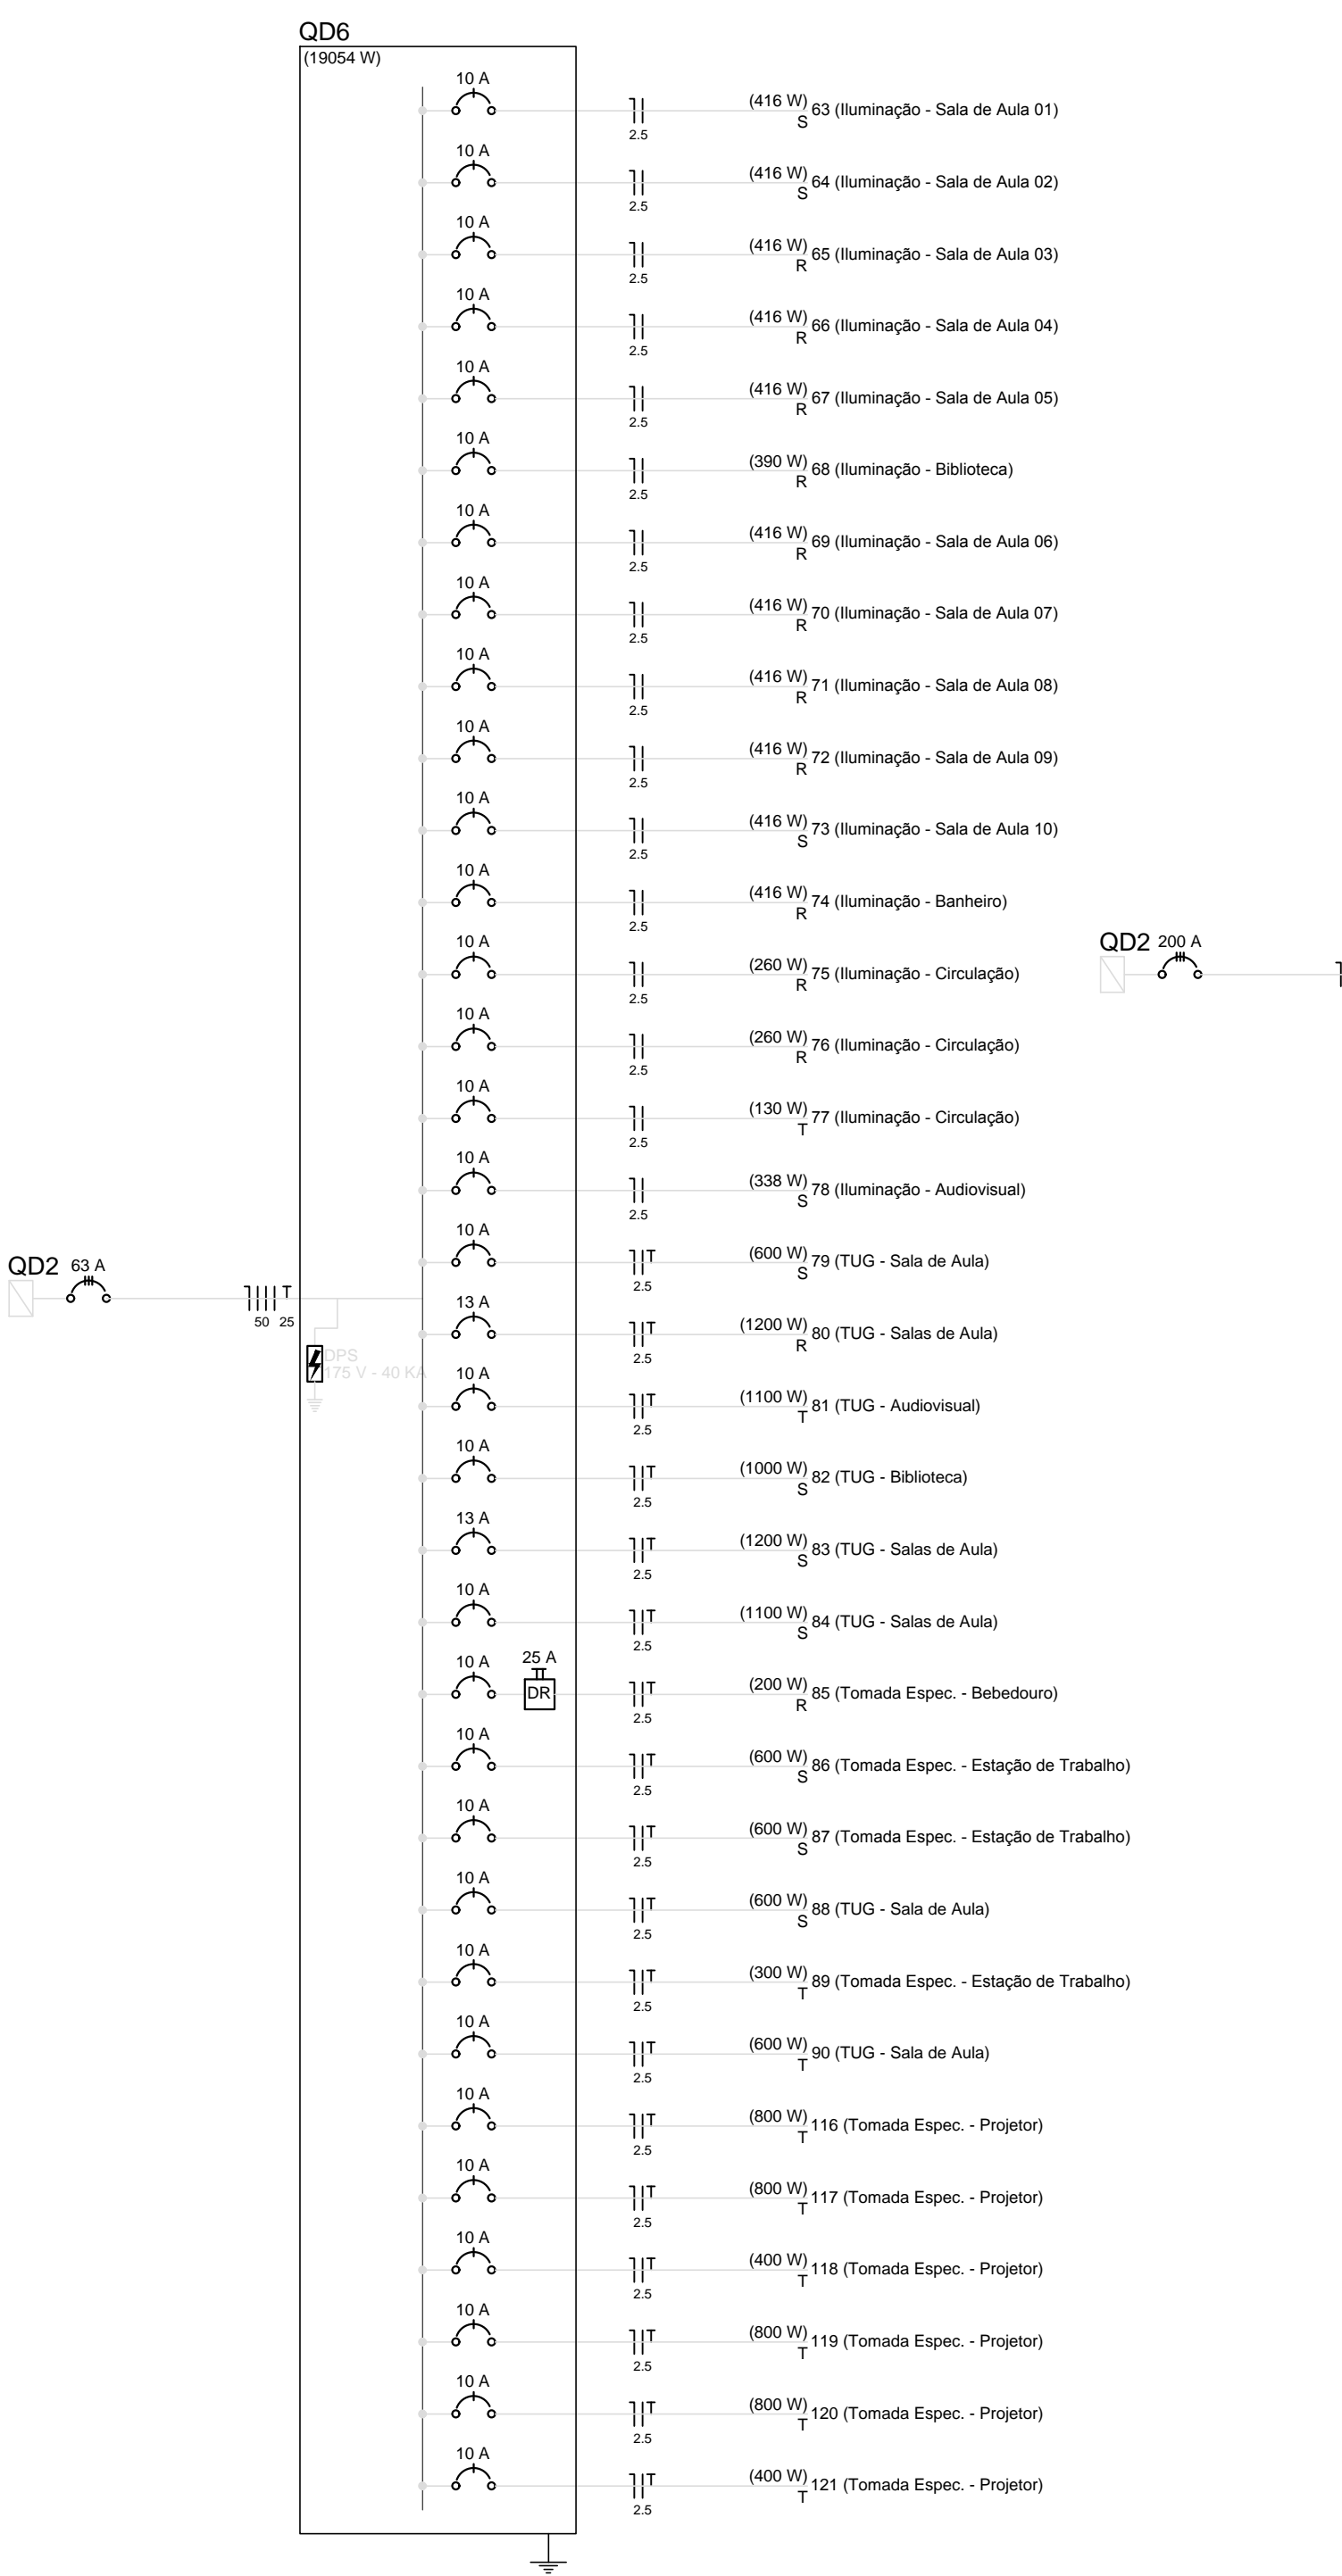 QD6
(19054 W)
10 A
(416 W) 63 (Iluminação - Sala de Aula 01)
S
2.5
10 A
(416 W) 64 (Iluminação - Sala de Aula 02)
S
2.5
10 A
(416 W) 65 (Iluminação - Sala de Aula 03)
R
2.5
10 A
(416 W) 66 (Iluminação - Sala de Aula 04)
R
2.5
10 A
(416 W) 67 (Iluminação - Sala de Aula 05)
R
2.5
10 A
(390 W) 68 (Iluminação - Biblioteca)
R
2.5
10 A
(416 W) 69 (Iluminação - Sala de Aula 06)
R
2.5
10 A
(416 W) 70 (Iluminação - Sala de Aula 07)
R
2.5
10 A
(416 W) 71 (Iluminação - Sala de Aula 08)
R
2.5
10 A
(416 W) 72 (Iluminação - Sala de Aula 09)
R
2.5
10 A
(416 W) 73 (Iluminação - Sala de Aula 10)
S
2.5
10 A
(416 W) 74 (Iluminação - Banheiro)
R
2.5
10 A
QD2 200 A
(260 W) 75 (Iluminação - Circulação)
R
2.5
10 A
(260 W) 76 (Iluminação - Circulação)
R
2.5
10 A
(130 W) 77 (Iluminação - Circulação)
T
2.5
10 A
(338 W) 78 (Iluminação - Audiovisual)
S
2.5
10 A
(600 W) 79 (TUG - Sala de Aula)
S
2.5
QD2 63 A
T
50 25
13 A
(1200 W) 80 (TUG - Salas de Aula)
T
R
2.5
DPS
175 V - 40 KA
10 A
(1100 W) 81 (TUG - Audiovisual)
T
T
2.5
10 A
(1000 W) 82 (TUG - Biblioteca)
T
S
2.5
13 A
(1200 W) 83 (TUG - Salas de Aula)
T
S
2.5
10 A
(1100 W) 84 (TUG - Salas de Aula)
T
S
2.5
10 A
25 A
DR
(200 W) 85 (Tomada Espec. - Bebedouro)
T
R
2.5
10 A
(600 W) 86 (Tomada Espec. - Estação de Trabalho)
T
S
2.5
10 A
(600 W) 87 (Tomada Espec. - Estação de Trabalho)
T
S
2.5
10 A
(600 W) 88 (TUG - Sala de Aula)
T
S
2.5
10 A
(300 W) 89 (Tomada Espec. - Estação de Trabalho)
T
T
2.5
10 A
(600 W) 90 (TUG - Sala de Aula)
T
T
2.5
10 A
(800 W) 116 (Tomada Espec. - Projetor)
T
T
2.5
10 A
(800 W) 117 (Tomada Espec. - Projetor)
T
T
2.5
10 A
(400 W) 118 (Tomada Espec. - Projetor)
T
T
2.5
10 A
(800 W) 119 (Tomada Espec. - Projetor)
T
T
2.5
10 A
(800 W) 120 (Tomada Espec. - Projetor)
T
T
2.5
10 A
(400 W) 121 (Tomada Espec. - Projetor)
T
T
2.5